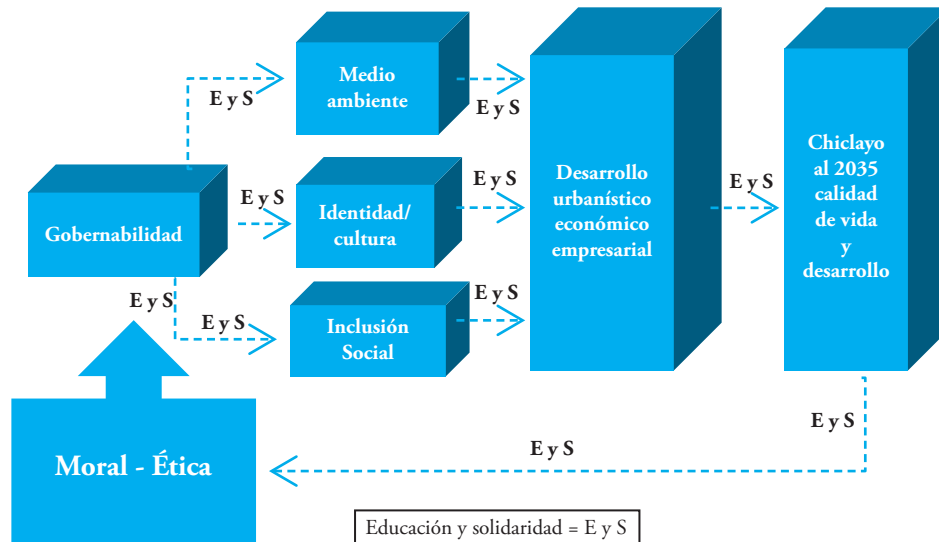 Medio
ambiente
E y S
E y S
Gobernabilidad
E y S
Identidad/
cultura
E y S
Desarrollo
urbanístico
económico
empresarial
E y S
Chiclayo
al 2035
calidad
de vida
y
desarrollo
E y S
E y S
Inclusión
Social
E y S
Moral - Ética
E y S
E y S
Educación y solidaridad = E y S